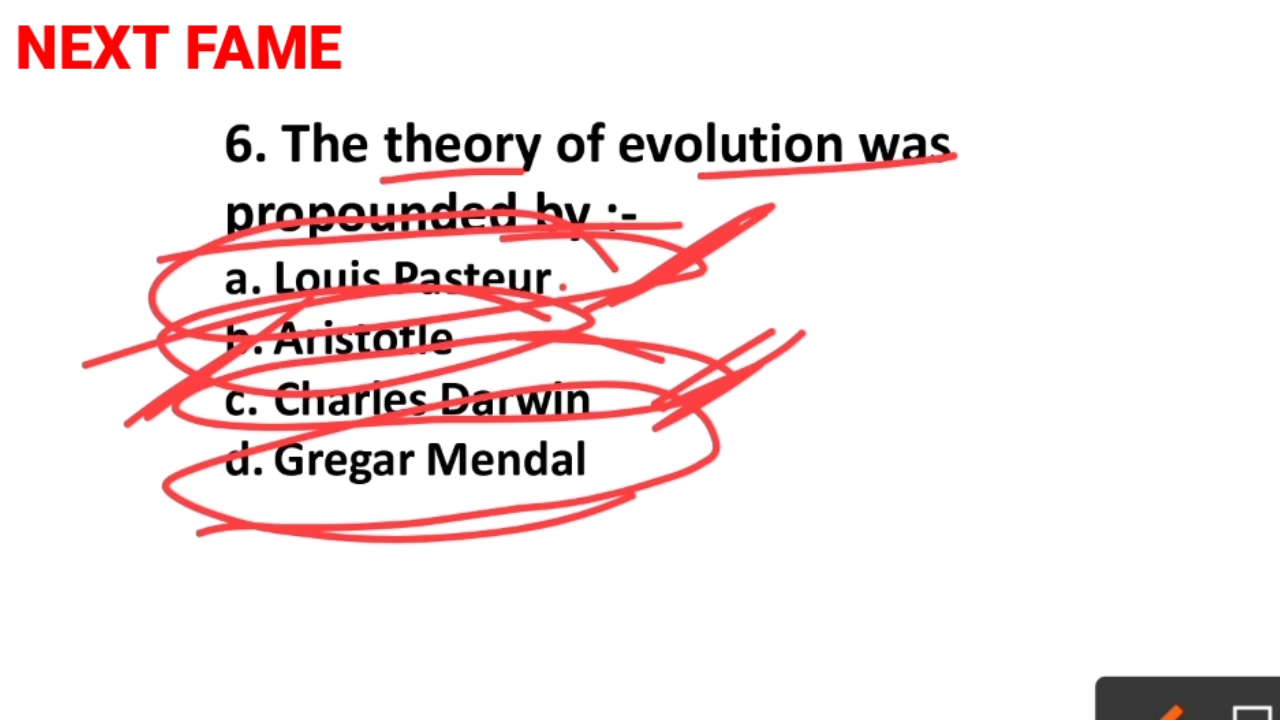 NEXT FAME
6. The theory of evolution was
propounded by :-
a. Louis Pasteur
b. Aristotle
c. Charles Darwin
d. Gregar Mendal